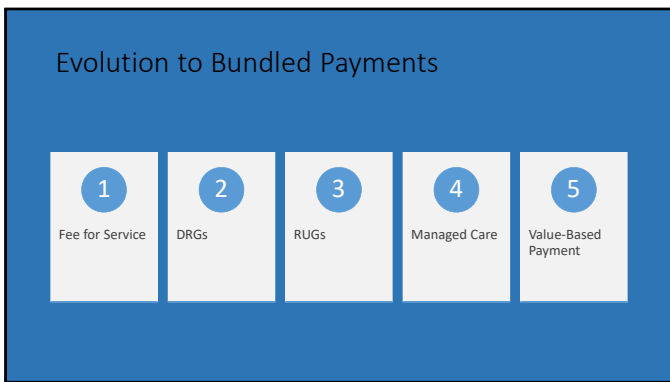 Evolution to Bundled Payments
1
Fee for Service
2
DRGs
3
RUGs
4
Managed Care
5
Value-Based
Payment